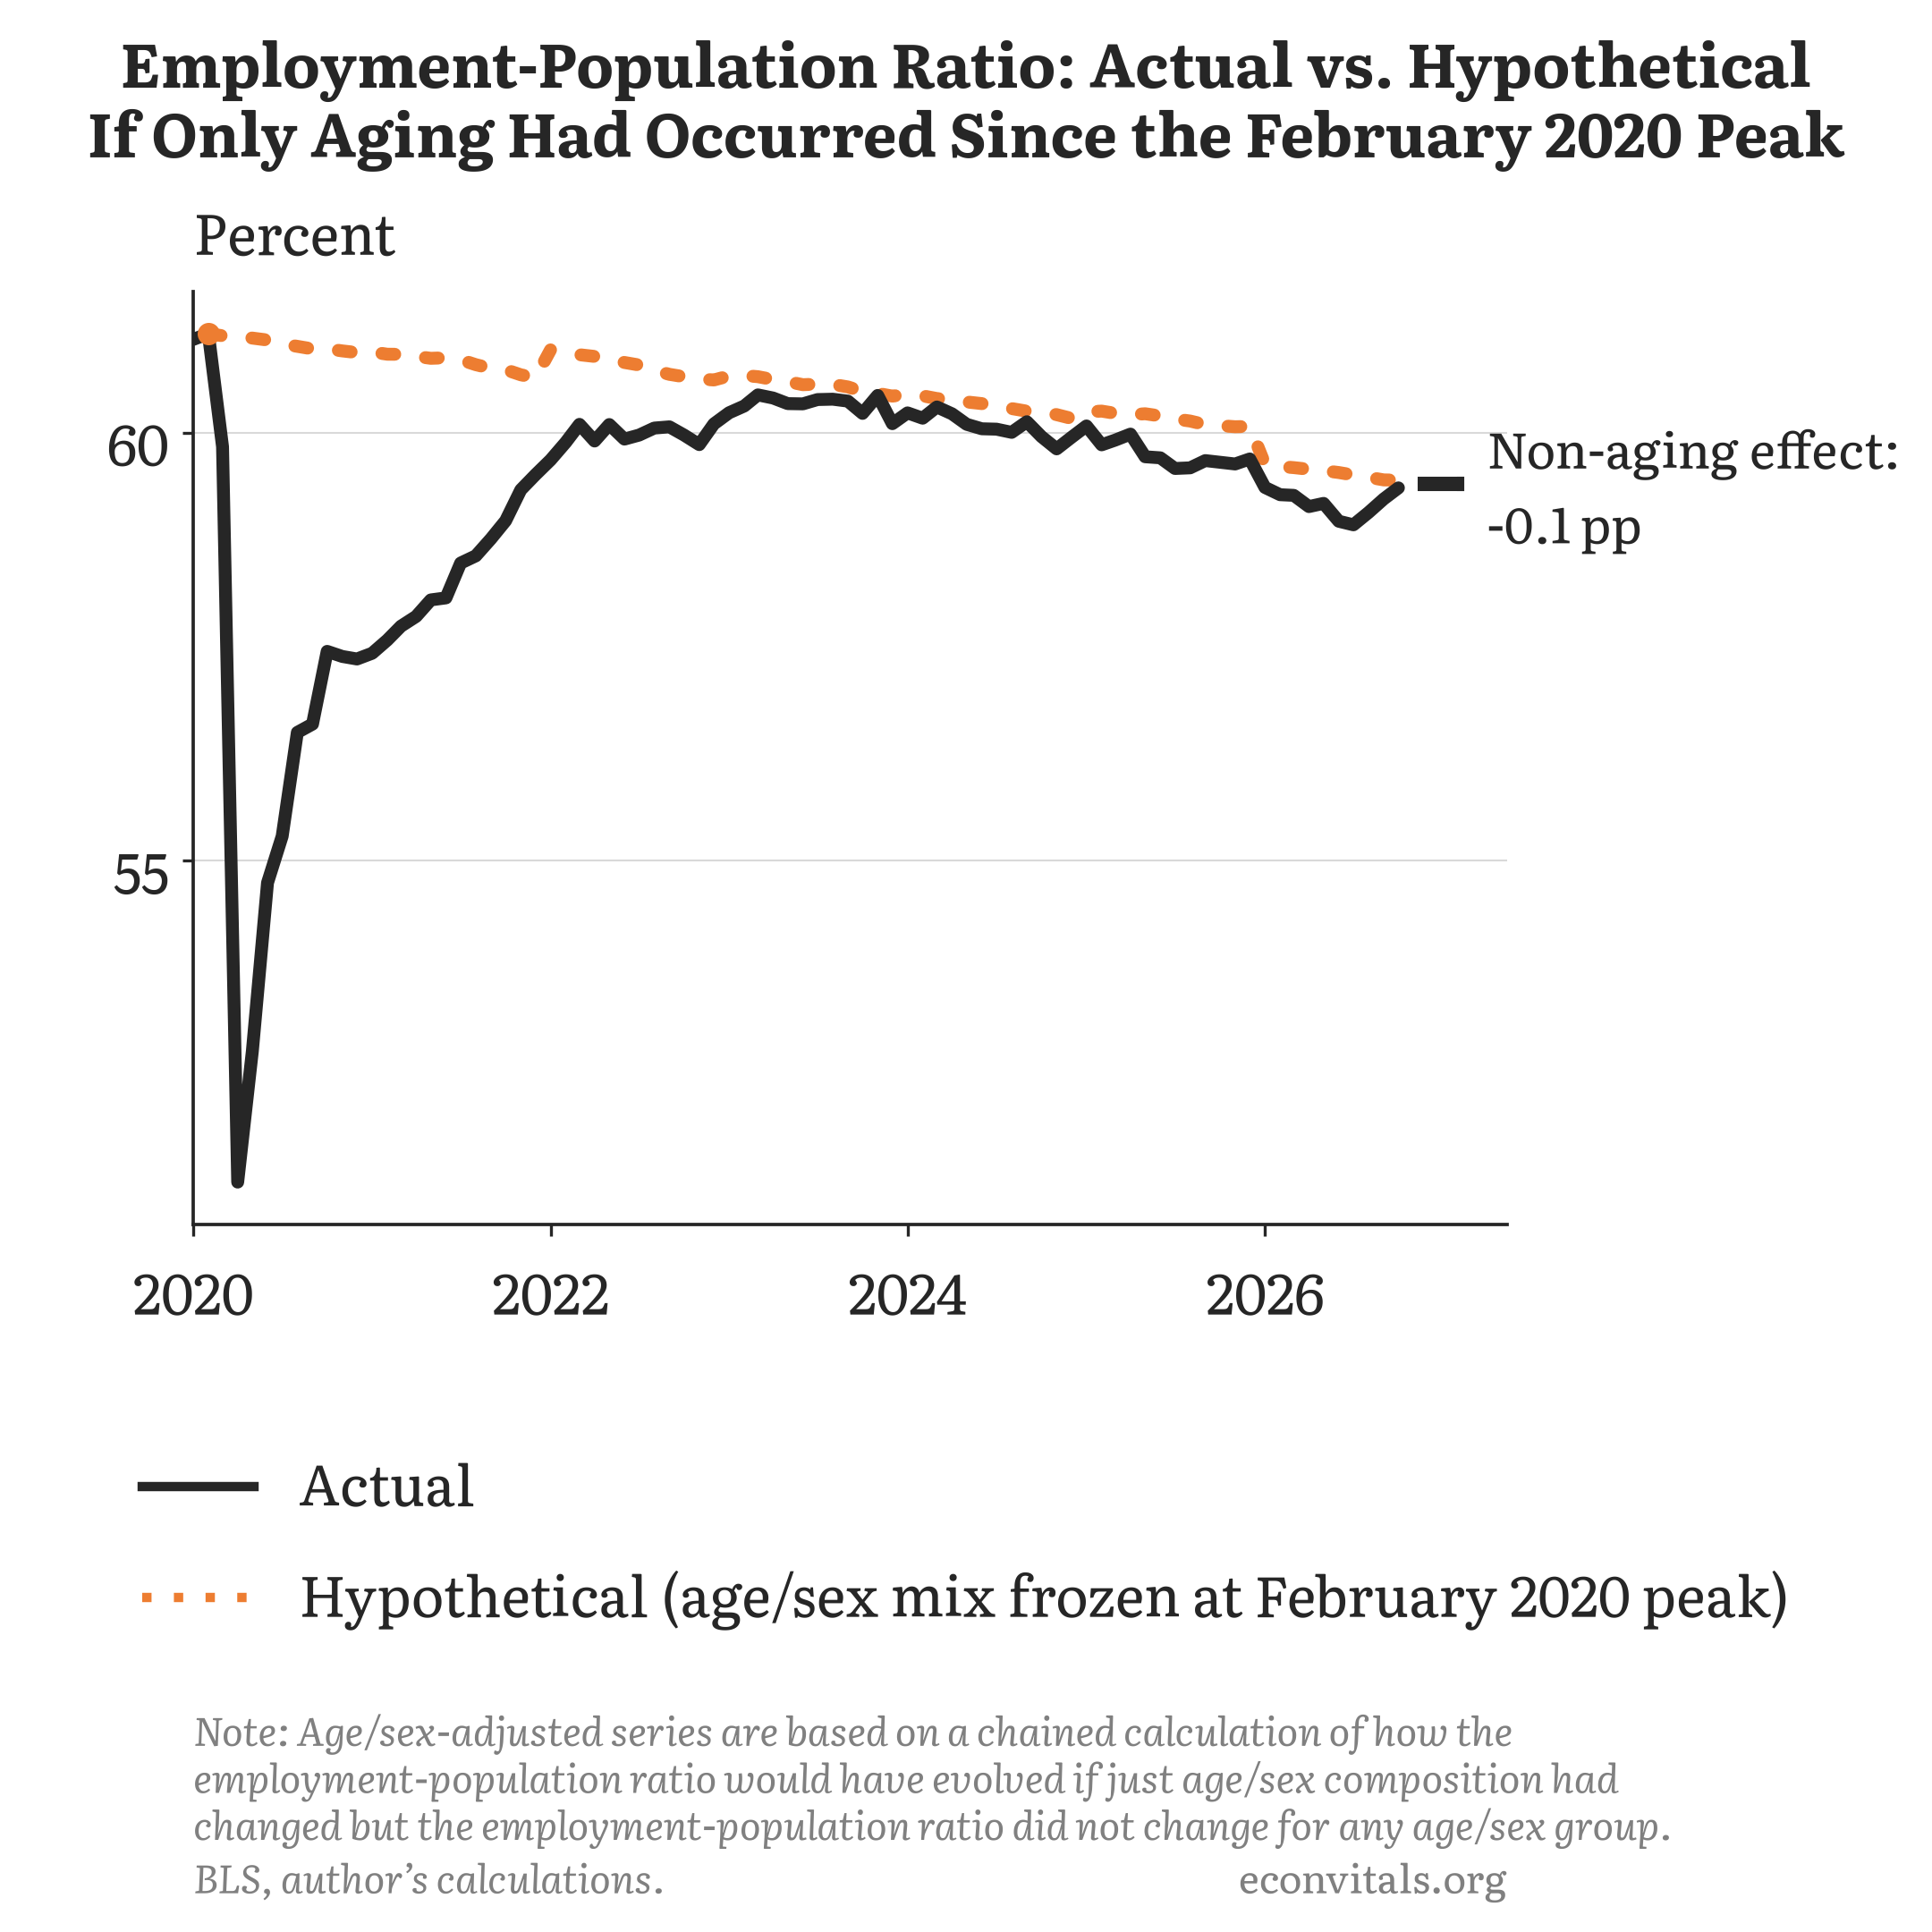 Employment-Population Ratio: Actual vs. Hypothetical
If Only Aging Had Occurred Since the February 2020 Peak
Percent
60
55
Non-aging effect:
-0.1 pp
2020 2022 2024 2026
Actual
Hypothetical (age/sex mix frozen at February 2020 peak)
Note: Age/sex-adjusted series are based on a chained calculation of how the
employment-population ratio would have evolved if just age/sex composition had
changed but the employment-population ratio did not change for any age/sex group.
BLS, author’s calculations. econvitals.org